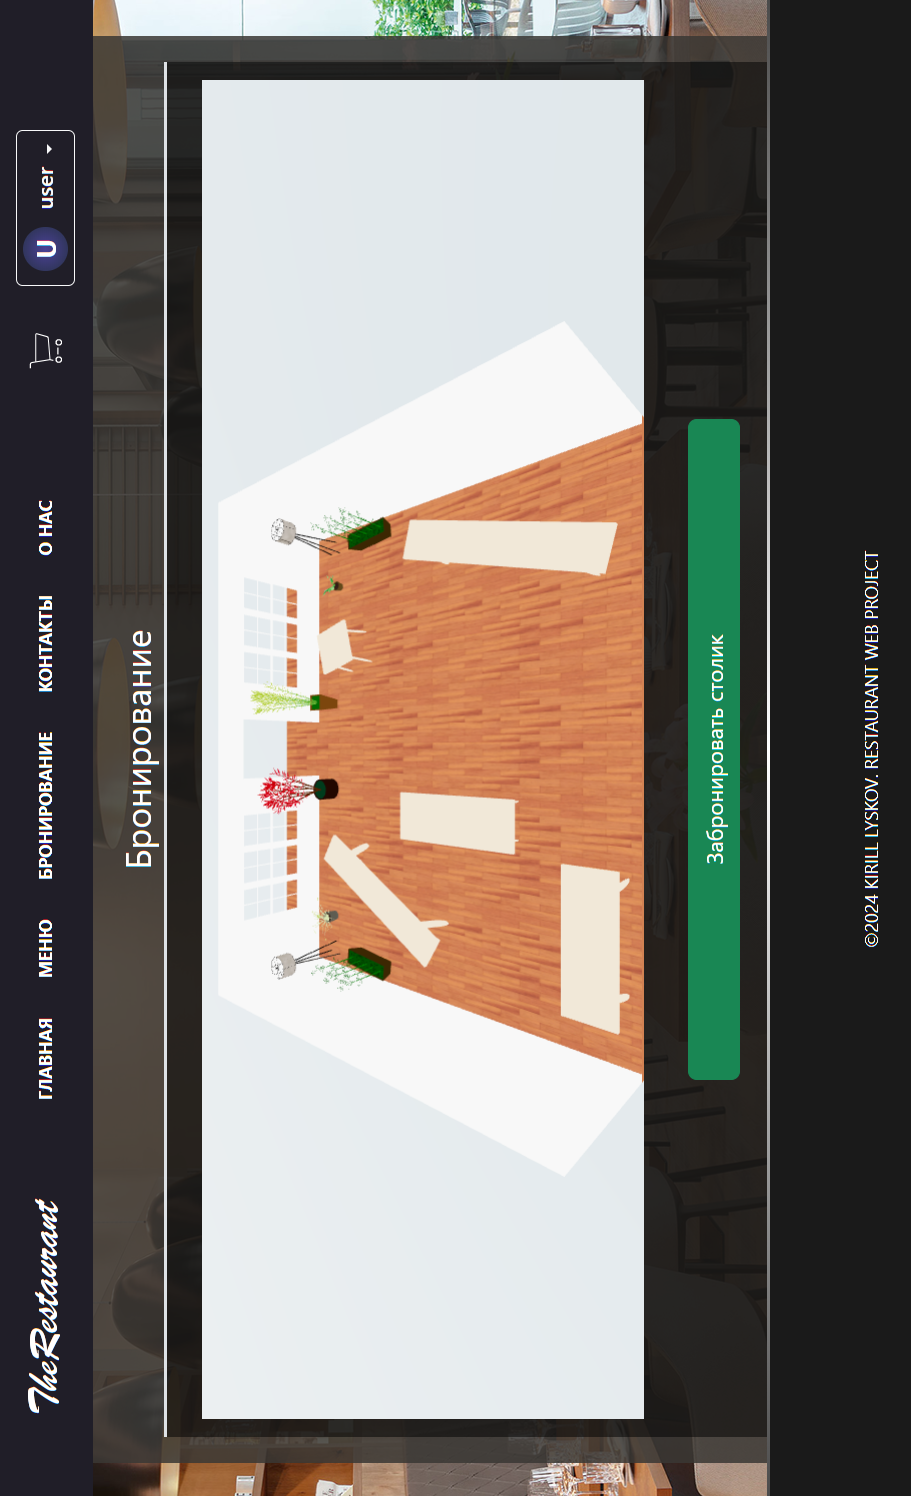 TheRestaurant
ГЛАВНАЯ
МЕНЮ
БРОНИРОВАНИЕ
КОНТАКТЫ
О НАС
U
user
Бронирование
Забронировать столик
©2024 KIRILL LYSKOV. RESTAURANT WEB PROJECT